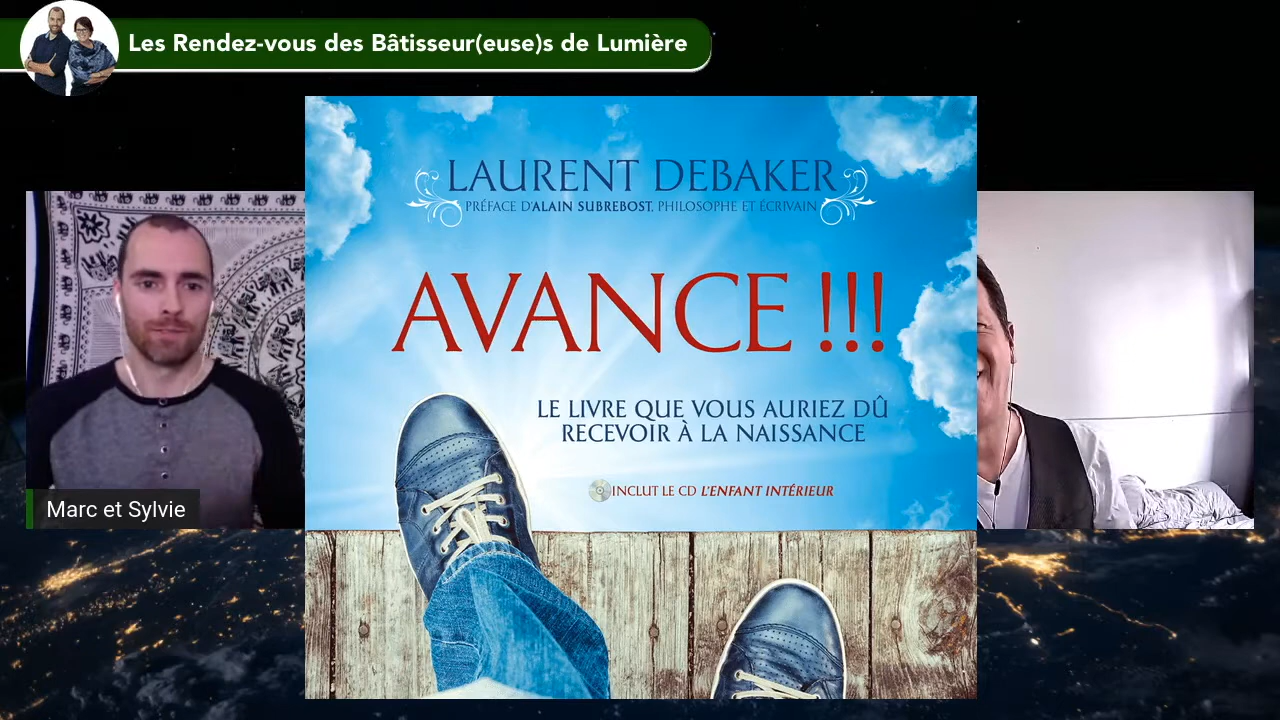 Les Rendez-vous des Bâtisseur(euse)s de Lumière
LAURENT DEBAKER
PRÉFACE D'ALAIN SUBREBOST, PHILOSOPHE ET ÉCRIVAIN
AVANCE !!!
LE LIVRE QUE VOUS AURIEZ DÛ
RECEVOIR À LA NAISSANCE
INCLUT LE CD L'ENFANT INTÉRIEUR
Marc et Sylvie